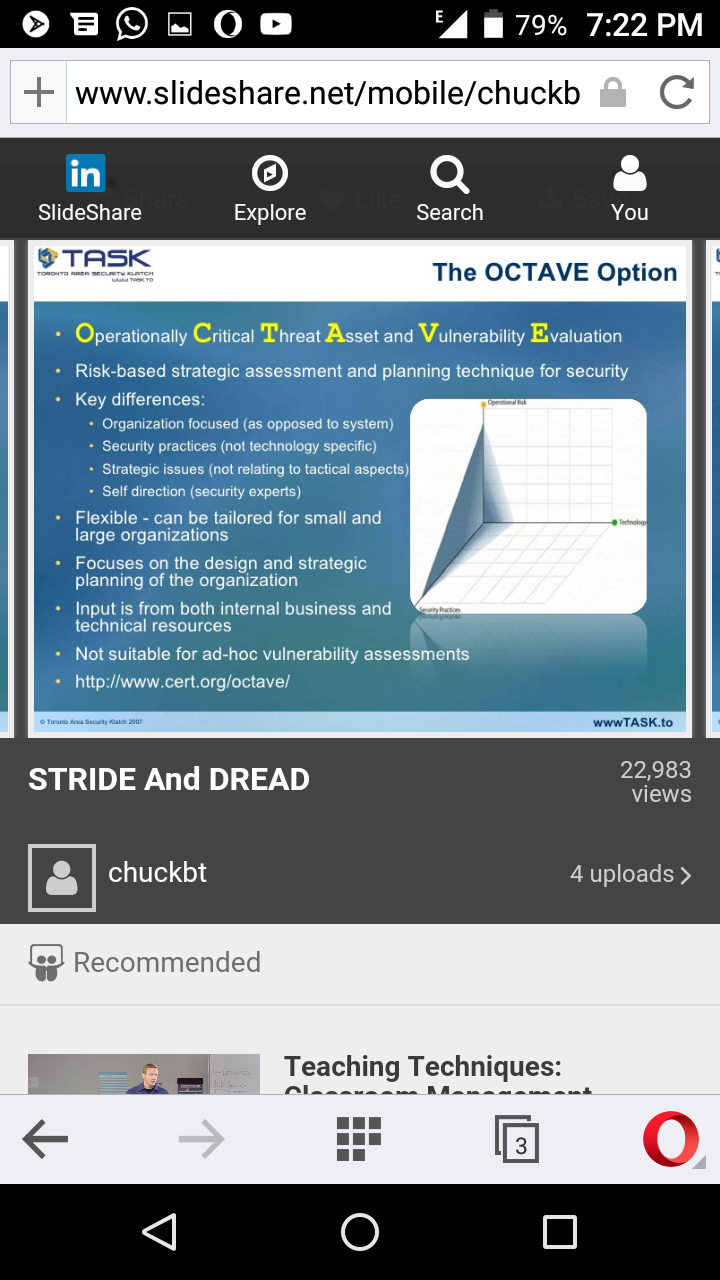 E
79%
7:22 PM
www.slideshare.net/mobile/chuckb
in
Share
Like
SlideShare
Explore
Search
You
TASK
TORONTO AREA SECURITY KLATCH
WWW.TASK.TO
The OCTAVE Option
• Operationally Critical Threat Asset and Vulnerability Evaluation
• Risk-based strategic assessment and planning technique for security
• Key differences:
• Organization focused (as opposed to system)
• Security practices (not technology specific)
• Strategic issues (not relating to tactical aspects)
• Self direction (security experts)
• Flexible - can be tailored for small and
large organizations
• Focuses on the design and strategic
planning of the organization
• Input is from both internal business and
technical resources
• Not suitable for ad-hoc vulnerability assessments
• http://www.cert.org/octave/
Operational Risk
Technology
Security Practices
© Toronto Area Security Klatch 2007
wwwTASK.to
STRIDE And DREAD
22,983
views
chuckbt
4 uploads
Recommended
Teaching Techniques:
Classroom Management
3